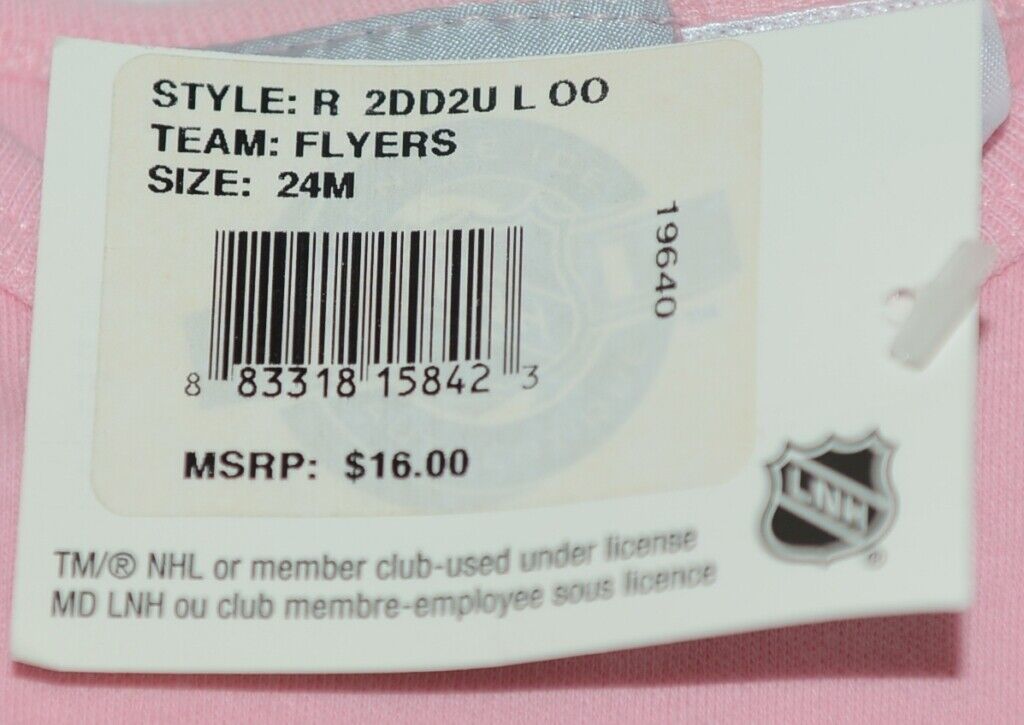 STYLE: R 2DD2U L OO
TEAM: FLYERS
SIZE: 24M
19640
8 83318 15842 3
MSRP: $16.00
LNH
®
TM/® NHL or member club-used under license
MD LNH ou club membre-employee sous licence